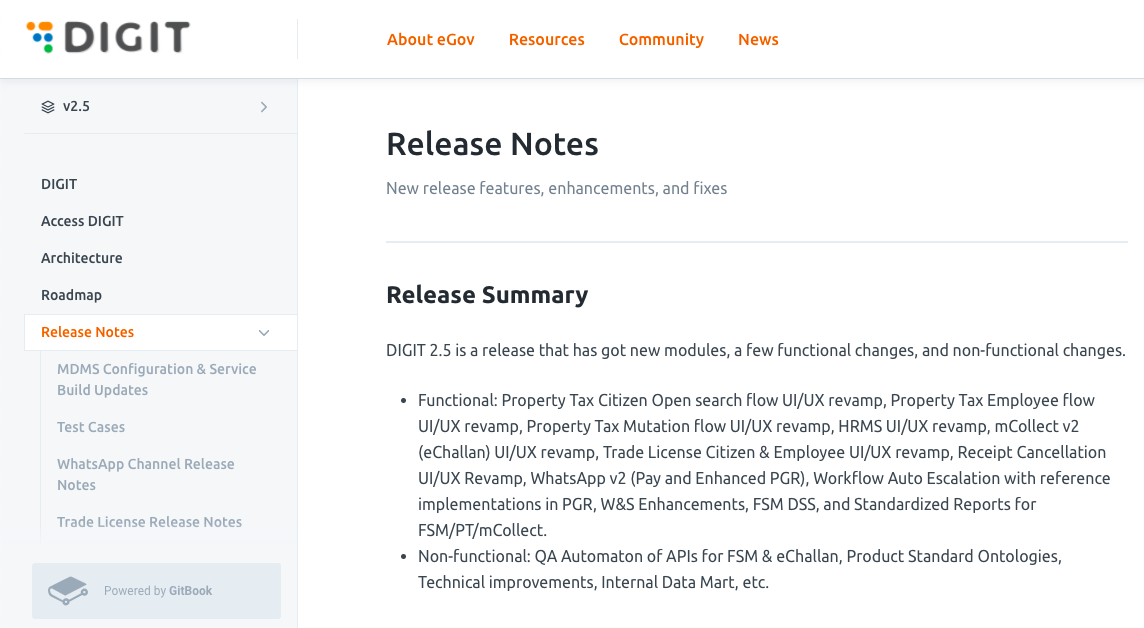 DIGIT
About eGov
Resources
Community
News
v2.5
DIGIT
Access DIGIT
Architecture
Roadmap
Release Notes
MDMS Configuration & Service
Build Updates
Test Cases
WhatsApp Channel Release
Notes
Trade License Release Notes
Powered by GitBook
Release Notes
New release features, enhancements, and fixes
Release Summary
DIGIT 2.5 is a release that has got new modules, a few functional changes, and non-functional changes.
• Functional: Property Tax Citizen Open search flow UI/UX revamp, Property Tax Employee flow
UI/UX revamp, Property Tax Mutation flow UI/UX revamp, HRMS UI/UX revamp, mCollect v2
(eChallan) UI/UX revamp, Trade License Citizen & Employee UI/UX revamp, Receipt Cancellation
UI/UX Revamp, WhatsApp v2 (Pay and Enhanced PGR), Workflow Auto Escalation with reference
implementations in PGR, W&S Enhancements, FSM DSS, and Standardized Reports for
FSM/PT/mCollect.
• Non-functional: QA Automaton of APIs for FSM & eChallan, Product Standard Ontologies,
Technical improvements, Internal Data Mart, etc.